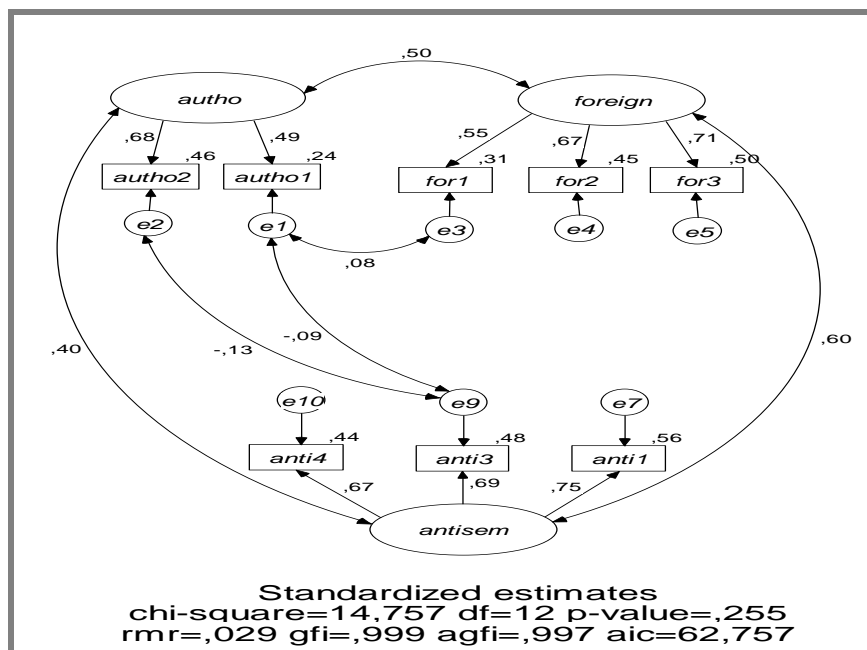 ,50
autho foreign
,68 ,49 ,55 ,67 ,71
,46 ,24 ,31 ,45 ,50
autho2 autho1 for1 for2 for3
e2 e1 e3 e4 e5
,08
,40 -,13 -,09 ,60
e10 e9 e7
,44 ,48 ,56
anti4 anti3 anti1
,67 ,69 ,75
antisem
Standardized estimates
chi-square=14,757 df=12 p-value=,255
rmr=,029 gfi=,999 agfi=,997 aic=62,757